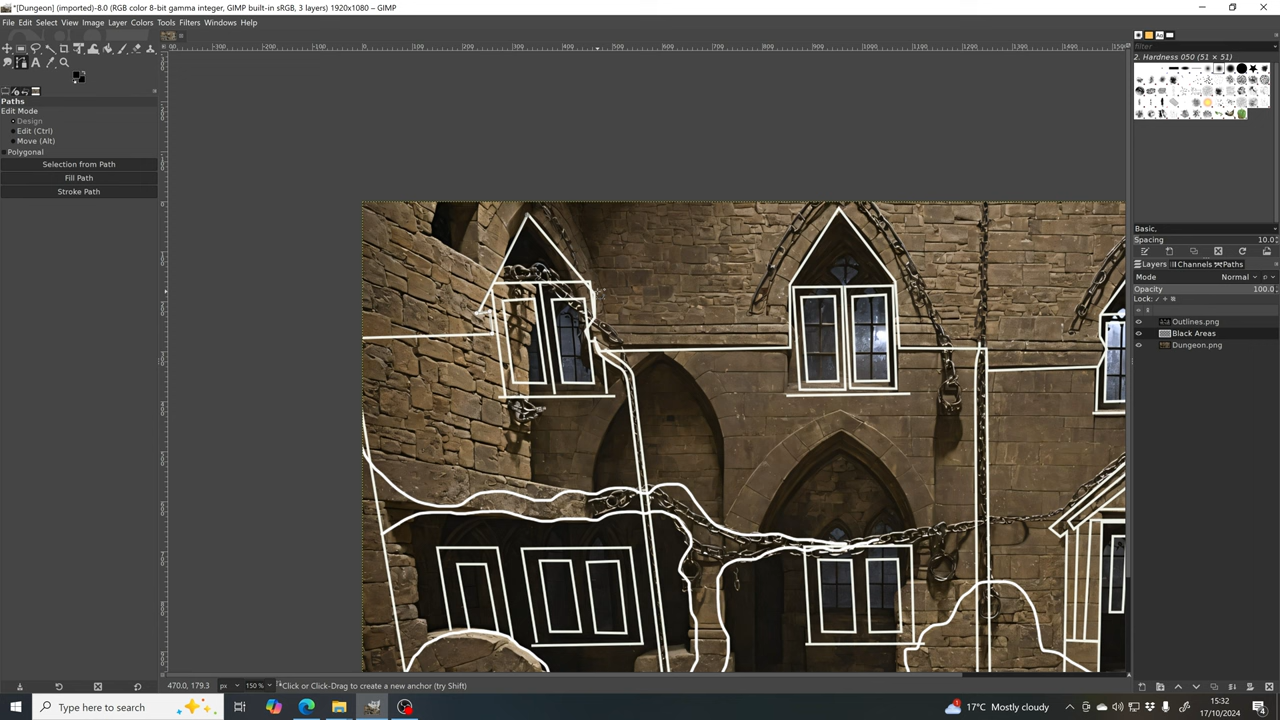 *[Dungeon] (imported)-8.0 (RGB color 8-bit gamma integer, GIMP built-in sRGB, 3 layers) 1920x1080 – GIMP
File Edit Select View Image Layer Colors Tools Filters Windows Help
Paths
Edit Mode
Design
Edit (Ctrl)
Move (Alt)
Polygonal
Selection from Path
Fill Path
Stroke Path
filter
2. Hardness 050 (51 × 51)
Basic,
Spacing 10.0
Layers Channels Paths
Mode Normal
Opacity 100.0
Lock:
Outlines.png
Black Areas
Dungeon.png
470.0, 179.3 px 150 % Click or Click-Drag to create a new anchor (try Shift)
Type here to search
17°C Mostly cloudy
15:32
17/10/2024